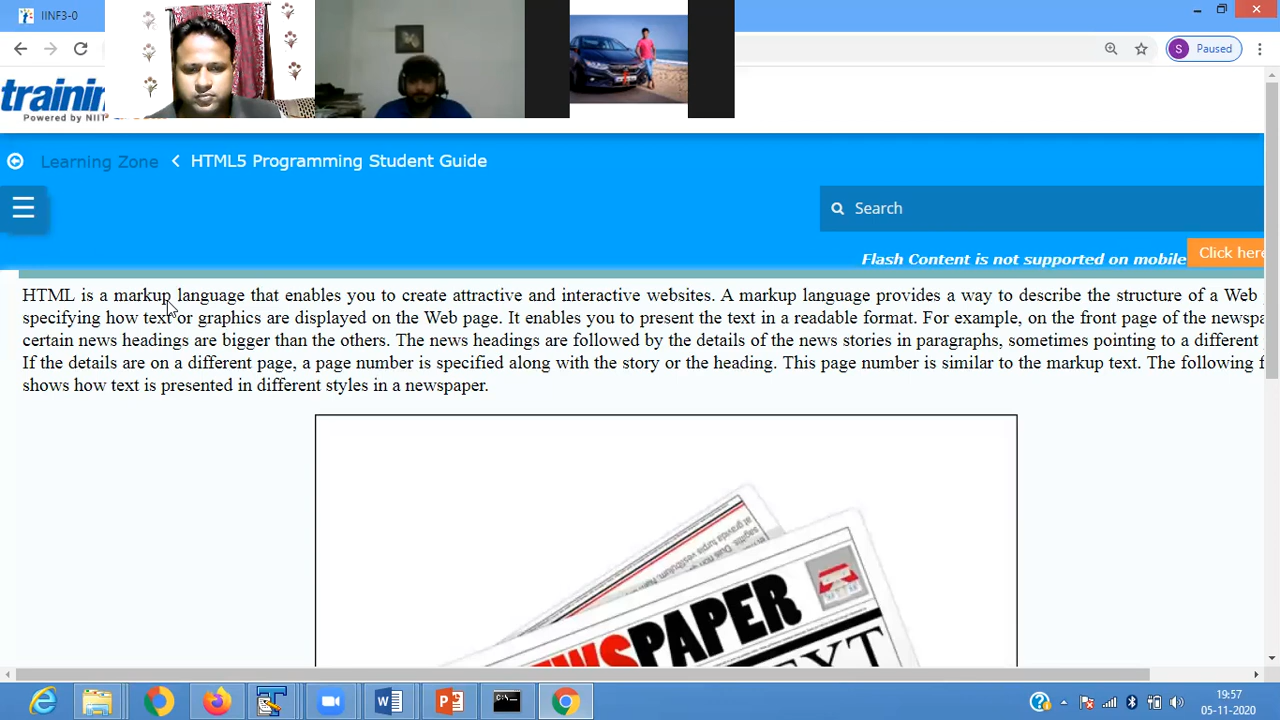 IINF3-0
Paused
trainin
Powered by NIIT
Learning Zone < HTML5 Programming Student Guide
Search
Flash Content is not supported on mobile
Click here
HTML is a markup language that enables you to create attractive and interactive websites. A markup language provides a way to describe the structure of a Web
specifying how text or graphics are displayed on the Web page. It enables you to present the text in a readable format. For example, on the front page of the newspa
certain news headings are bigger than the others. The news headings are followed by the details of the news stories in paragraphs, sometimes pointing to a different
If the details are on a different page, a page number is specified along with the story or the heading. This page number is similar to the markup text. The following f
shows how text is presented in different styles in a newspaper.
NEWSPAPER
TEXT
19:57
05-11-2020